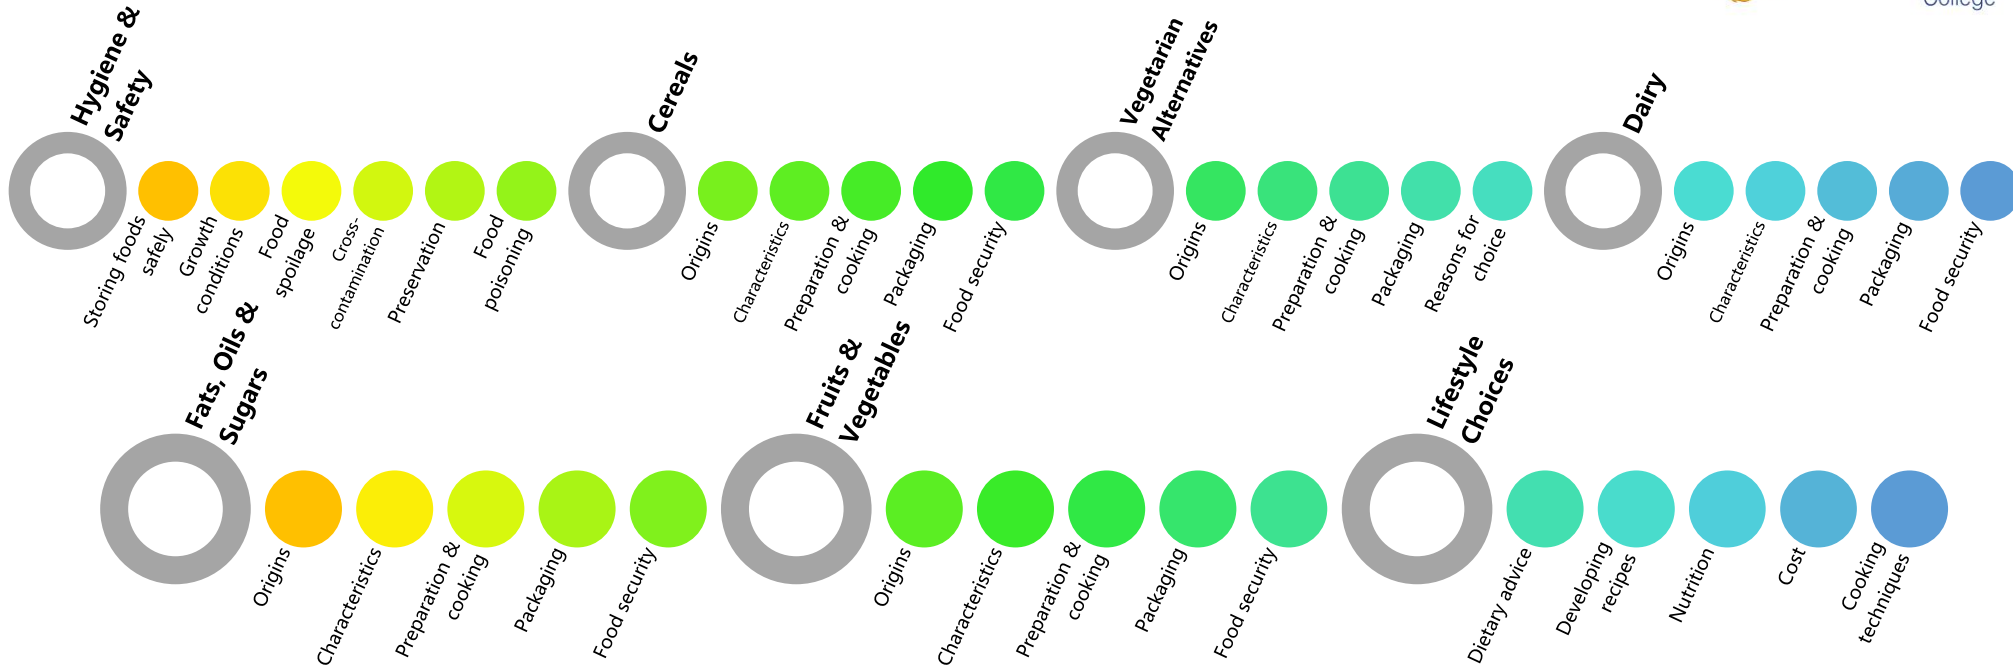 College
Hygiene &
Safety
Storing foods
safely
Growth
conditions
Food
spoilage
Cross-
contamination
Preservation
Food
poisoning
Cereals
Origins
Characteristics
Preparation &
cooking
Packaging
Food security
Vegetarian
Alternatives
Origins
Characteristics
Preparation &
cooking
Packaging
Reasons for
choice
Dairy
Origins
Characteristics
Preparation &
cooking
Packaging
Food security
Fats, Oils &
Sugars
Origins
Characteristics
Preparation &
cooking
Packaging
Food security
Fruits &
Vegetables
Origins
Characteristics
Preparation &
cooking
Packaging
Food security
Lifestyle
Choices
Dietary advice
Developing
recipes
Nutrition
Cost
Cooking
techniques